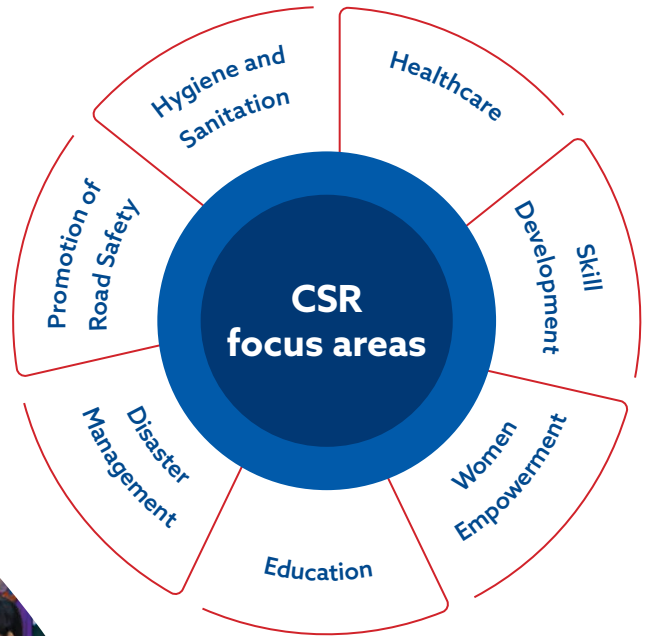 CSR
focus areas
Healthcare
Skill
Development
Women
Empowerment
Education
Disaster
Management
Promotion of
Road Safety
Hygiene and
Sanitation